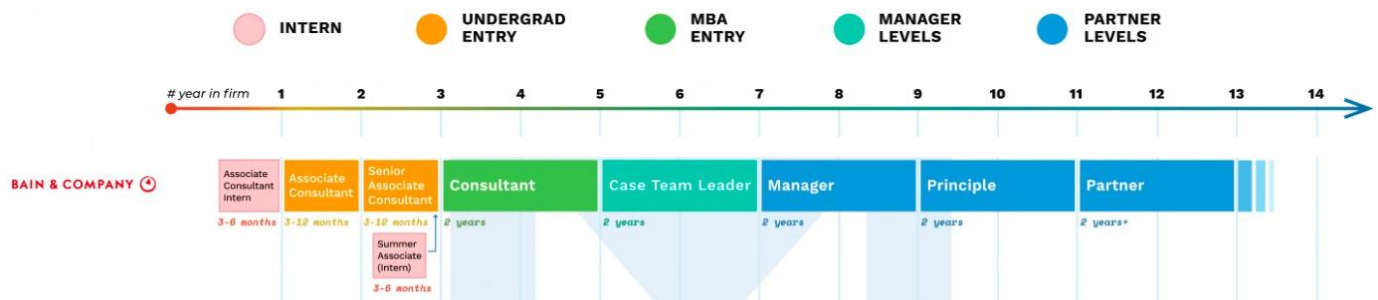 INTERN
UNDERGRAD
ENTRY
MBA
ENTRY
MANAGER
LEVELS
PARTNER
LEVELS
# year in firm 1 2 3 4 5 6 7 8 9 10 11 12 13 14
BAIN & COMPANY
Associate
Consultant
Intern
Associate
Consultant
Senior
Associate
Consultant
Consultant
Case Team Leader
Manager
Principle
Partner
3-6 months
3-12 months
3-12 months
2 years
2 years
2 years
2 years
2 years+
Summer
Associate
(Intern)
3-6 months